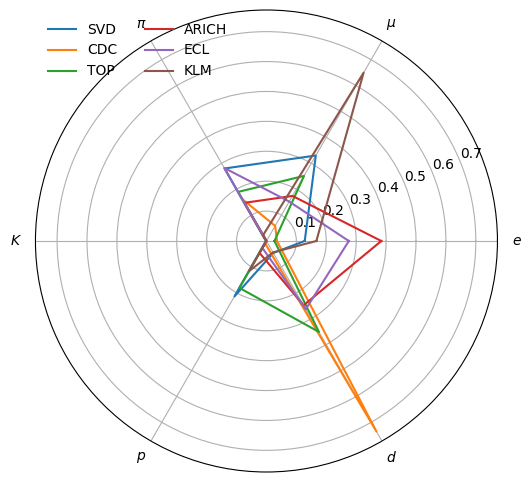 π
μ
SVD ARICH
CDC ECL
TOP KLM
0.7
0.6
0.5
0.4
0.3
0.2
0.1
K
e
p
d